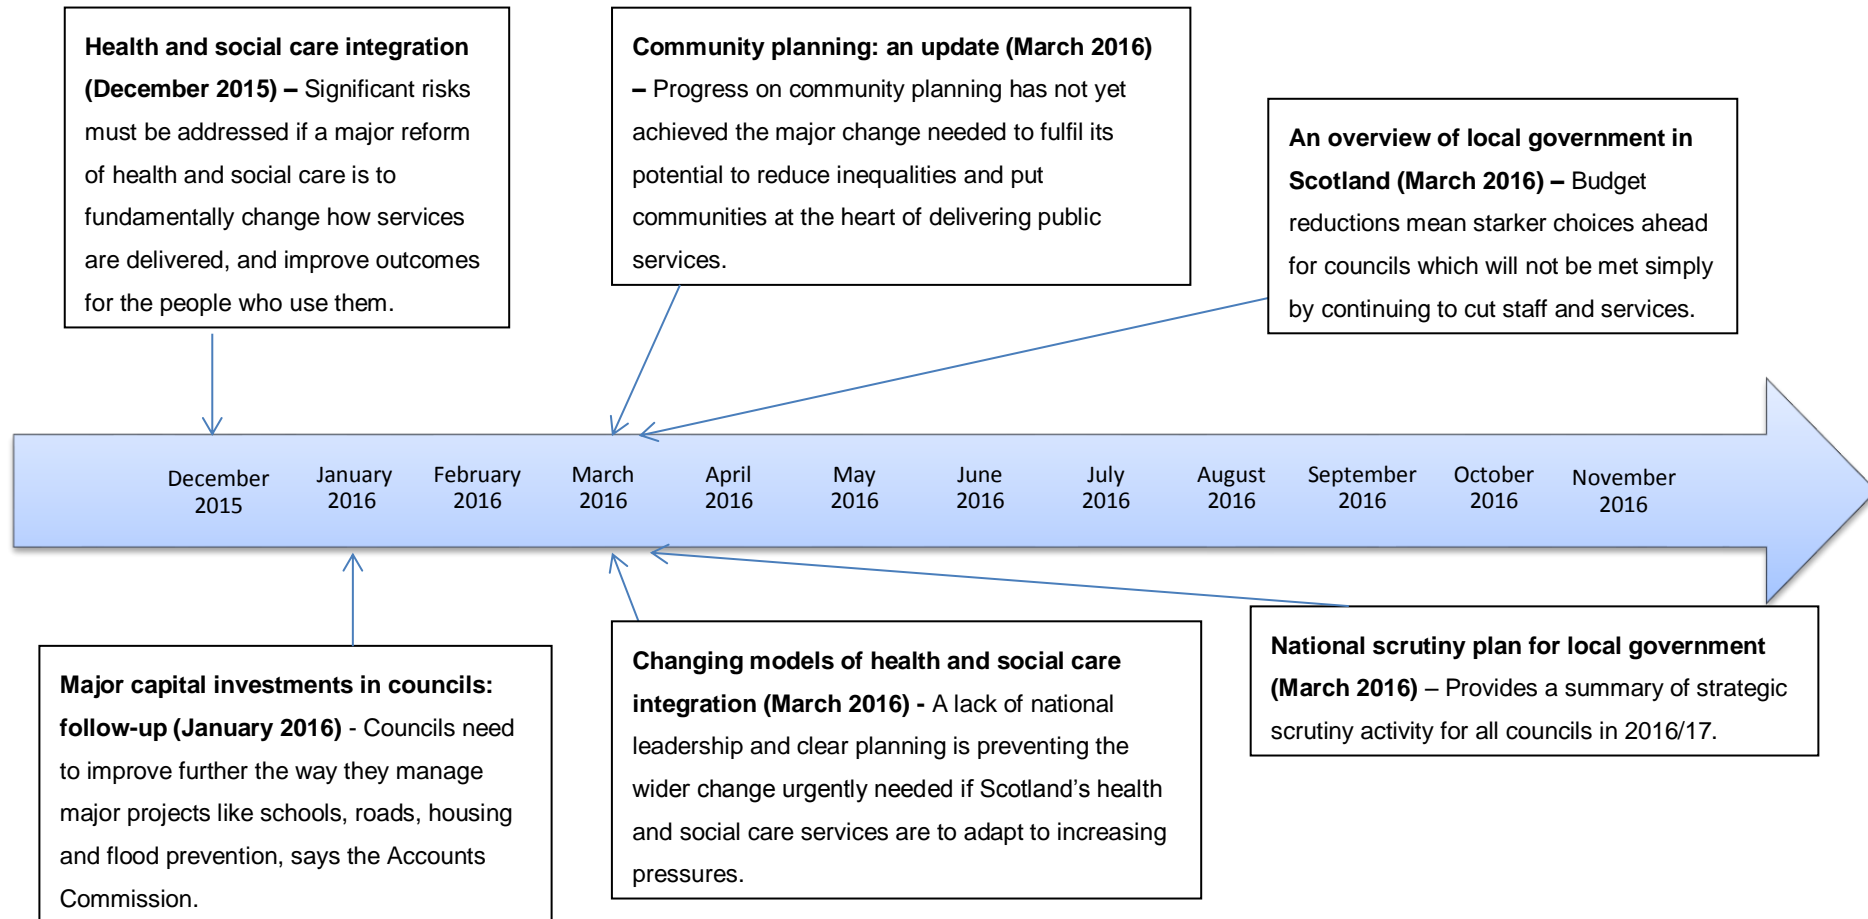 Health and social care integration
(December 2015) – Significant risks
must be addressed if a major reform
of health and social care is to
fundamentally change how services
are delivered, and improve outcomes
for the people who use them.
Community planning: an update (March 2016)
– Progress on community planning has not yet
achieved the major change needed to fulfil its
potential to reduce inequalities and put
communities at the heart of delivering public
services.
An overview of local government in
Scotland (March 2016) – Budget
reductions mean starker choices ahead
for councils which will not be met simply
by continuing to cut staff and services.
December
2015
January
2016
February
2016
March
2016
April
2016
May
2016
June
2016
July
2016
August
2016
September
2016
October
2016
November
2016
Major capital investments in councils:
follow-up (January 2016) - Councils need
to improve further the way they manage
major projects like schools, roads, housing
and flood prevention, says the Accounts
Commission.
Changing models of health and social care
integration (March 2016) - A lack of national
leadership and clear planning is preventing the
wider change urgently needed if Scotland’s health
and social care services are to adapt to increasing
pressures.
National scrutiny plan for local government
(March 2016) – Provides a summary of strategic
scrutiny activity for all councils in 2016/17.